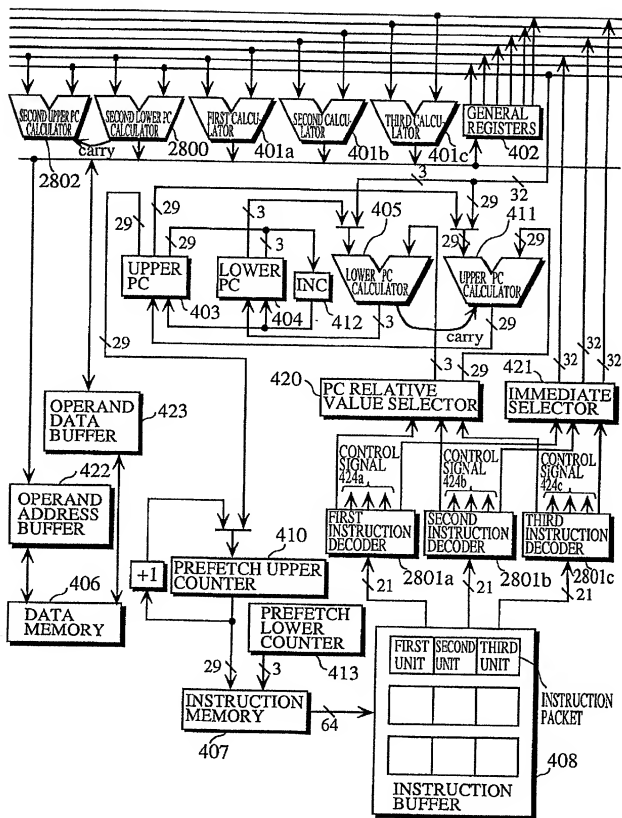 SECOND UPPER PC
CALCULATOR
SECOND LOWER PC
CALCULATOR
FIRST CALCU-
LATOR
SECOND CALCU-
LATOR
THIRD CALCU-
LATOR
GENERAL
REGISTERS
carry
2802
2800
401a
401b
401c
402
3
32
29
29
3
29
405
29
29
411
UPPER
PC
LOWER
PC
INC
LOWER PC
CALCULATOR
UPPER PC
CALCULATOR
403
404
412
3
29
carry
29
3
29
32
32
32
420
421
PC RELATIVE
VALUE SELECTOR
IMMEDIATE
SELECTOR
OPERAND
DATA
BUFFER
423
CONTROL
SIGNAL
424a
CONTROL
SIGNAL
424b
CONTROL
SIGNAL
424c
422
OPERAND
ADDRESS
BUFFER
410
FIRST
INSTRUCTION
DECODER
SECOND
INSTRUCTION
DECODER
THIRD
INSTRUCTION
DECODER
+1
PREFETCH UPPER
COUNTER
2801a
2801b
2801c
406
21
21
21
DATA
MEMORY
PREFETCH
LOWER
COUNTER
413
29
3
FIRST
UNIT
SECOND
UNIT
THIRD
UNIT
INSTRUCTION
PACKET
INSTRUCTION
MEMORY
64
407
408
INSTRUCTION
BUFFER